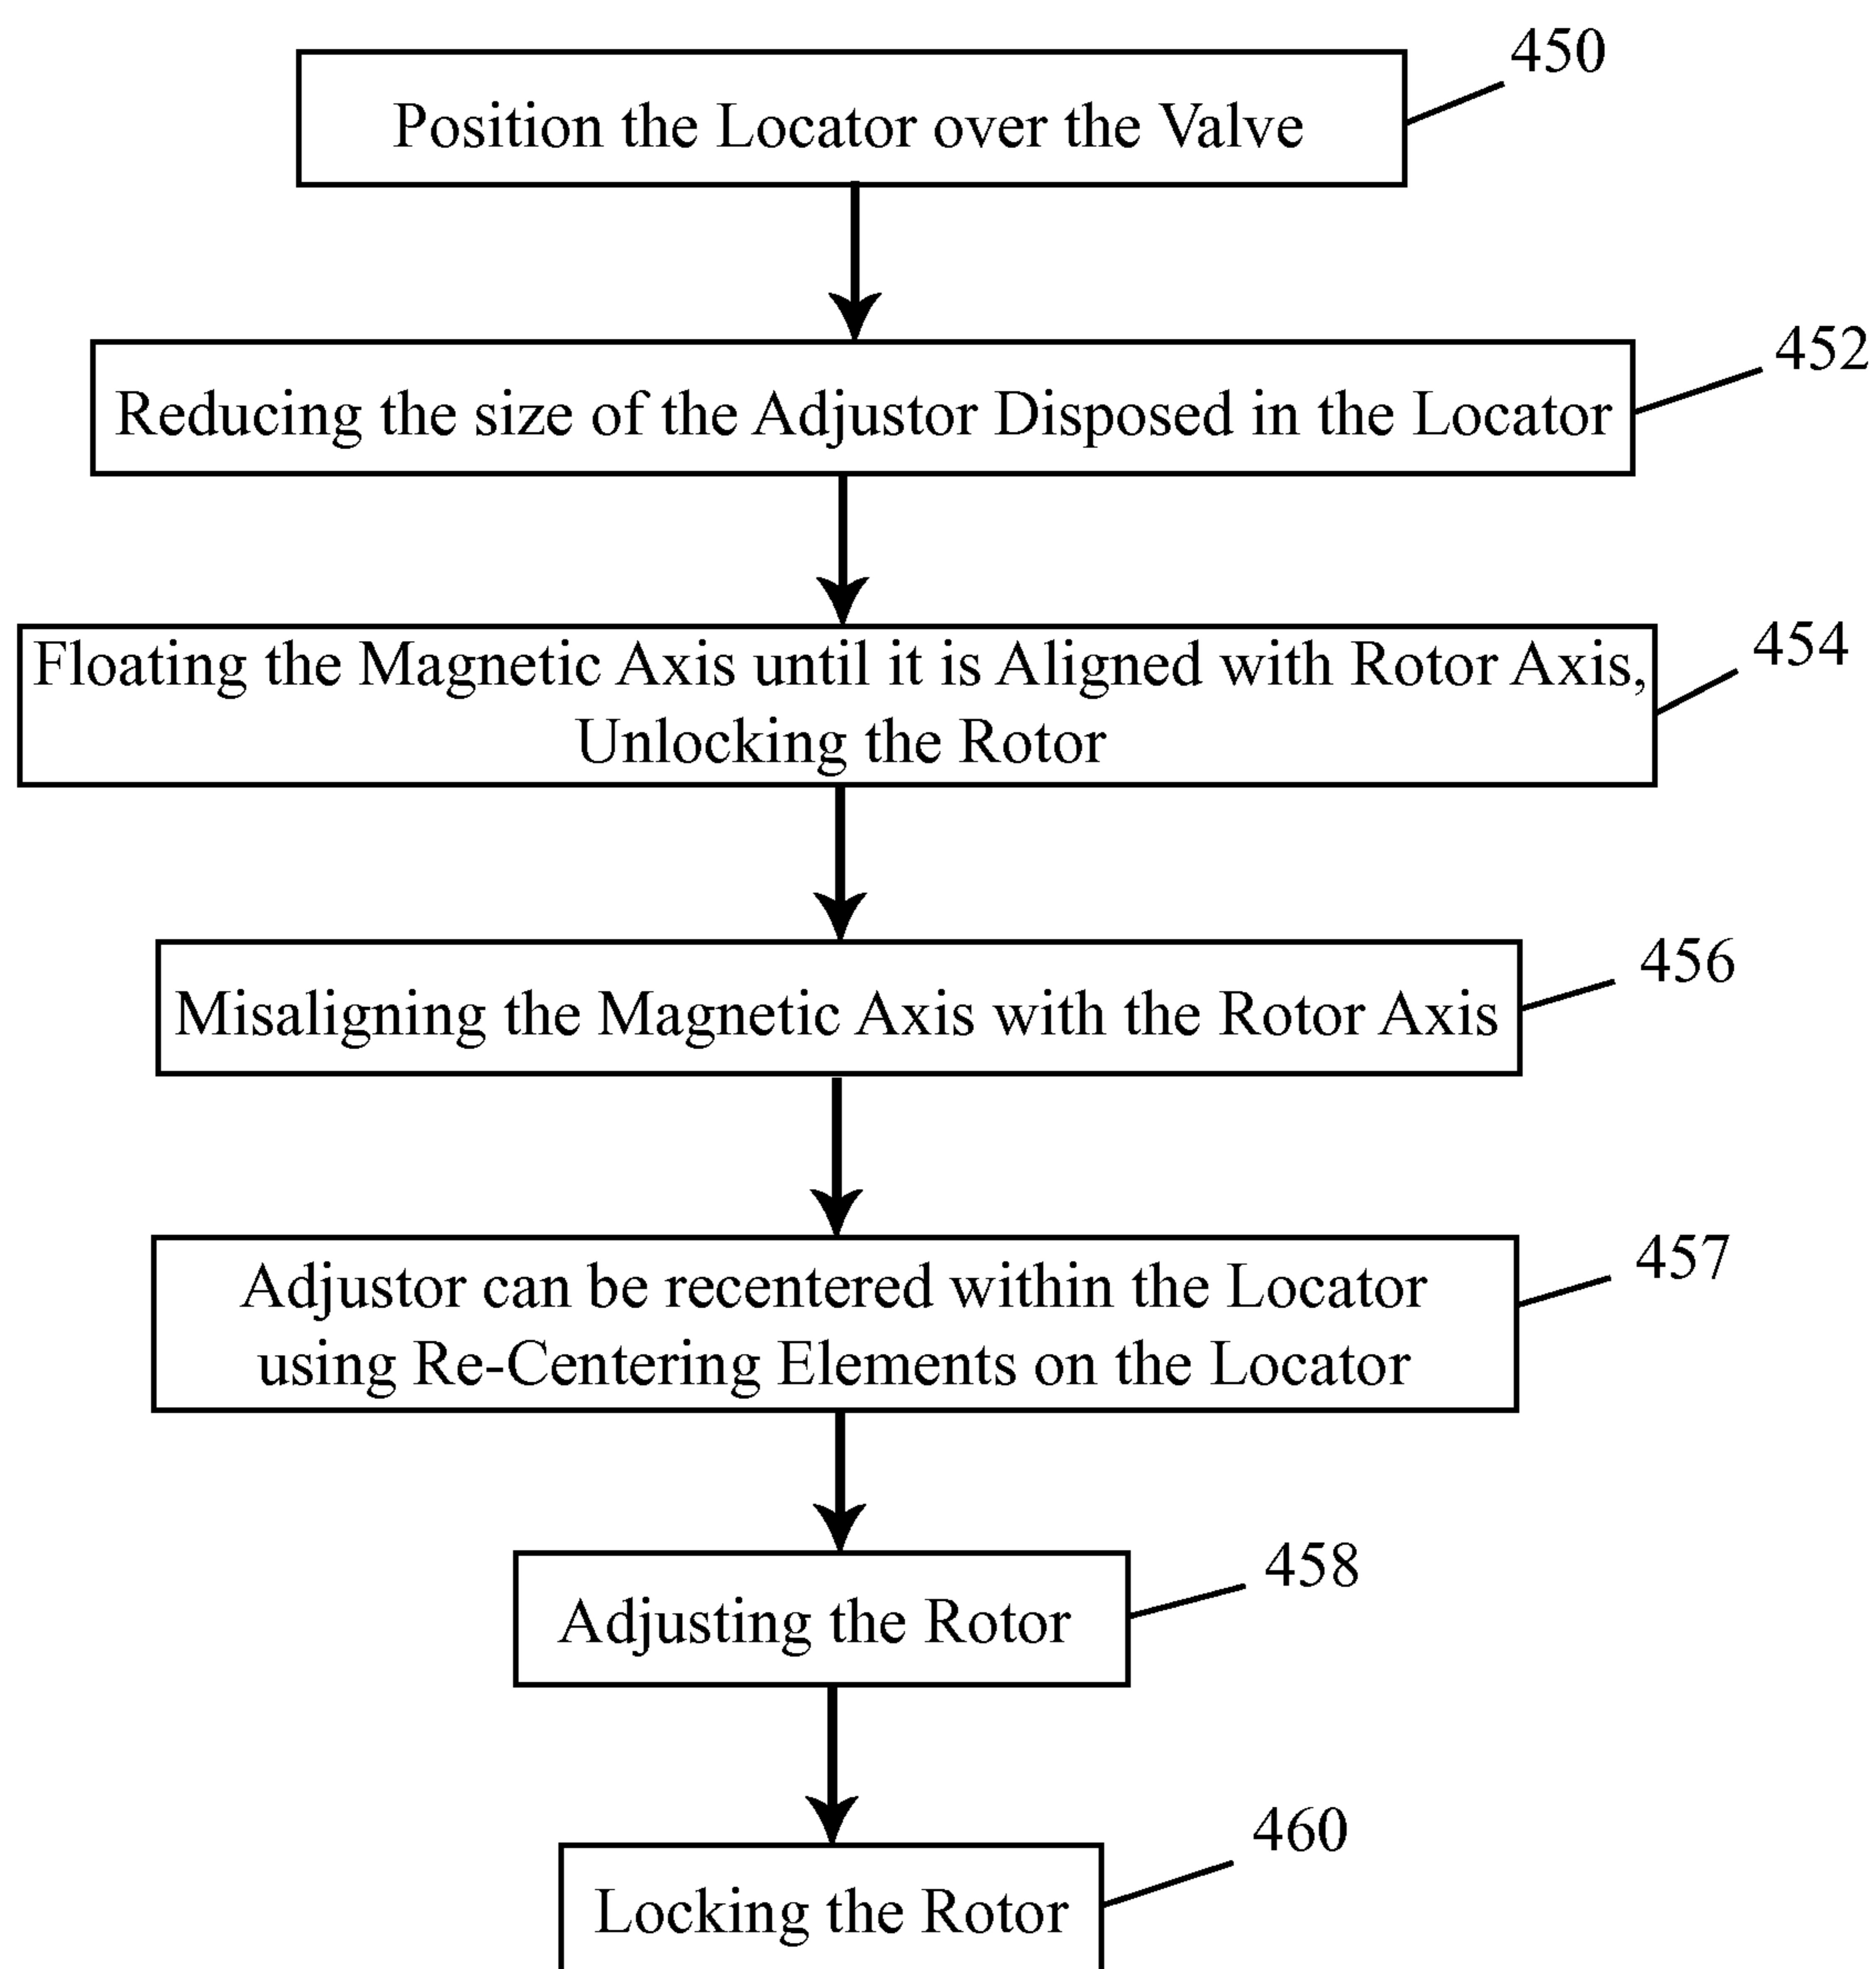 450
Position the Locator over the Valve
452
Reducing the size of the Adjustor Disposed in the Locator
454
Floating the Magnetic Axis until it is Aligned with Rotor Axis,
Unlocking the Rotor
456
Misaligning the Magnetic Axis with the Rotor Axis
457
Adjustor can be recentered within the Locator
using Re-Centering Elements on the Locator
458
Adjusting the Rotor
460
Locking the Rotor